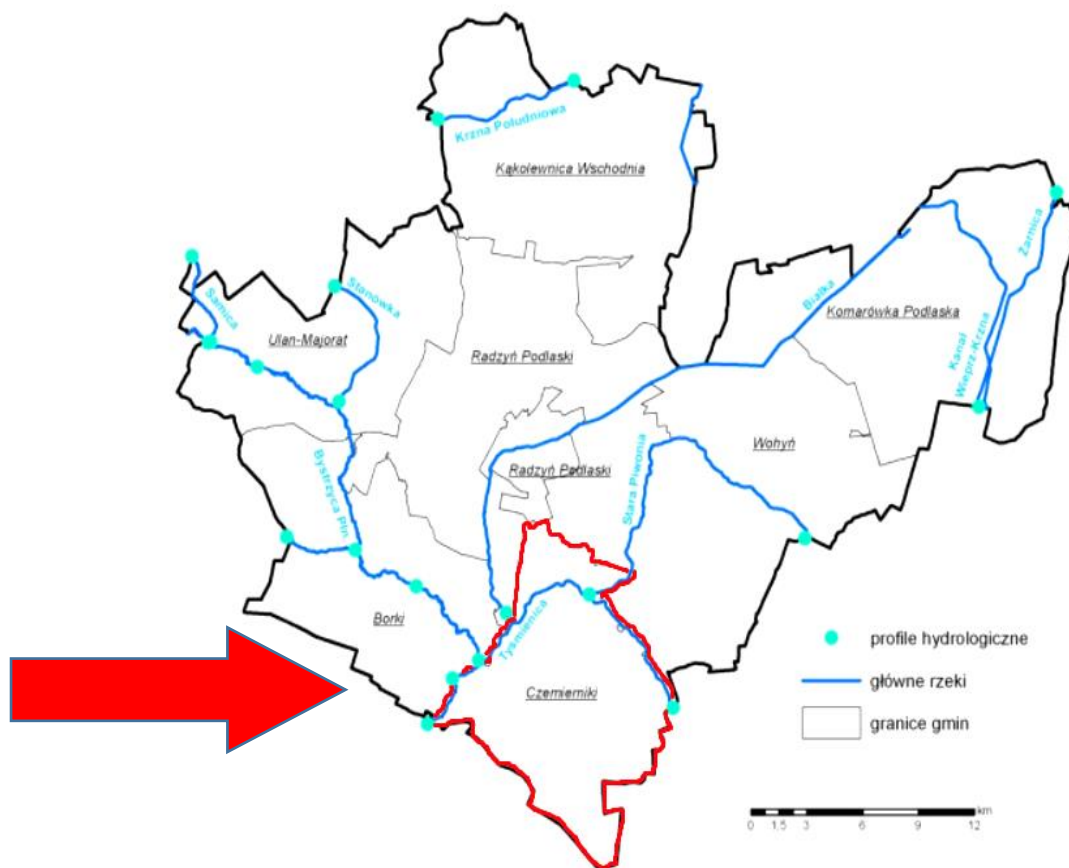 Krzna Południowa
Kąkolewnica Wschodnia
Żarnica
Samica
Stanówka
Białka
Komarówka Podlaska
Ulan-Majorat
Radzyń Podlaski
Kanał
Wieprz-Krzna
Bystrzyca Płn.
Radzyń Podlaski
Stara Piwonia
Wohyń
Borki
Tyśmienica
Czemierniki
profile hydrologiczne
główne rzeki
granice gmin
km
0 1,5 3 6 9 12